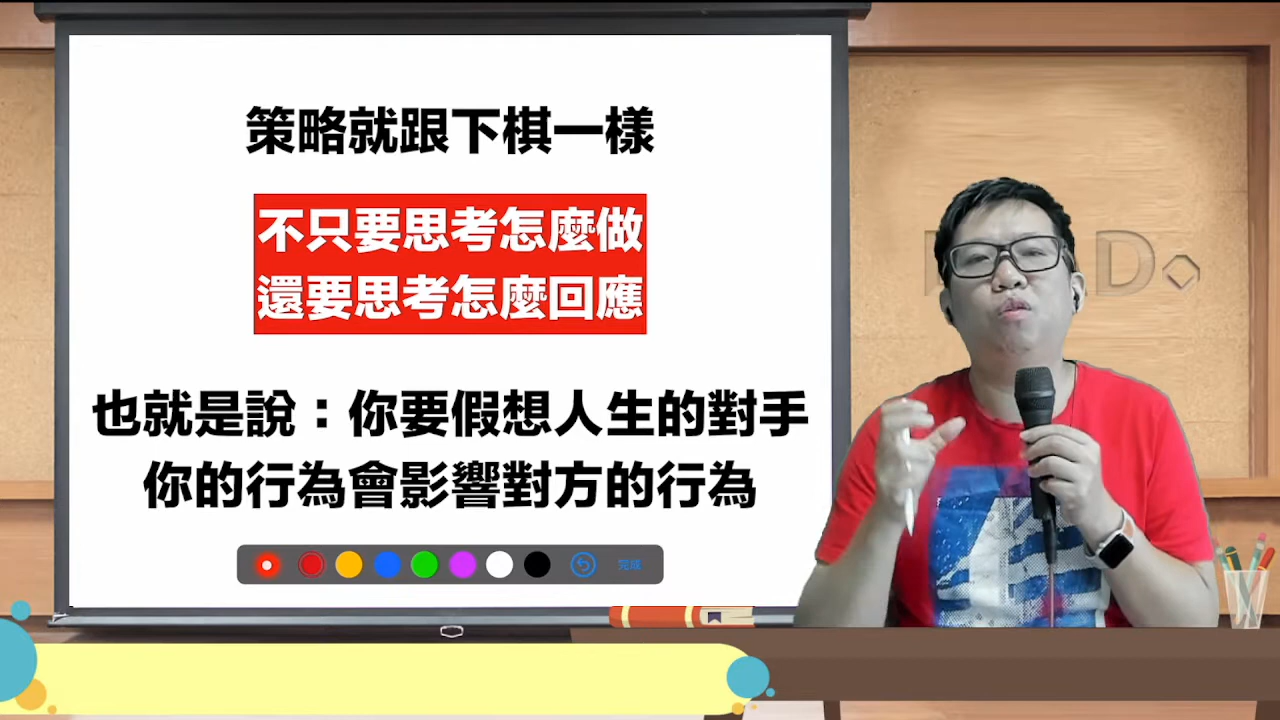 策略就跟下棋一樣
不只要思考怎麼做
還要思考怎麼回應
也就是說：你要假想人生的對手
你的行為會影響對方的行為
完成